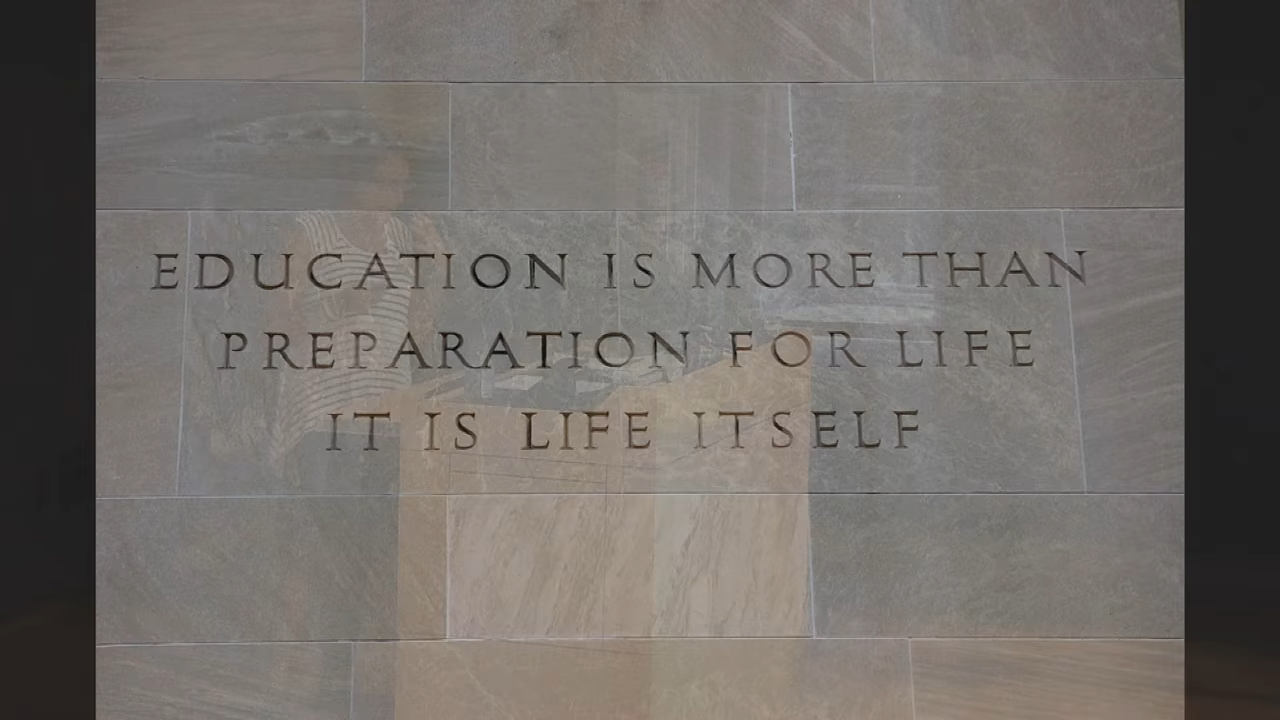 EDUCATION IS MORE THAN
PREPARATION FOR LIFE
IT IS LIFE ITSELF